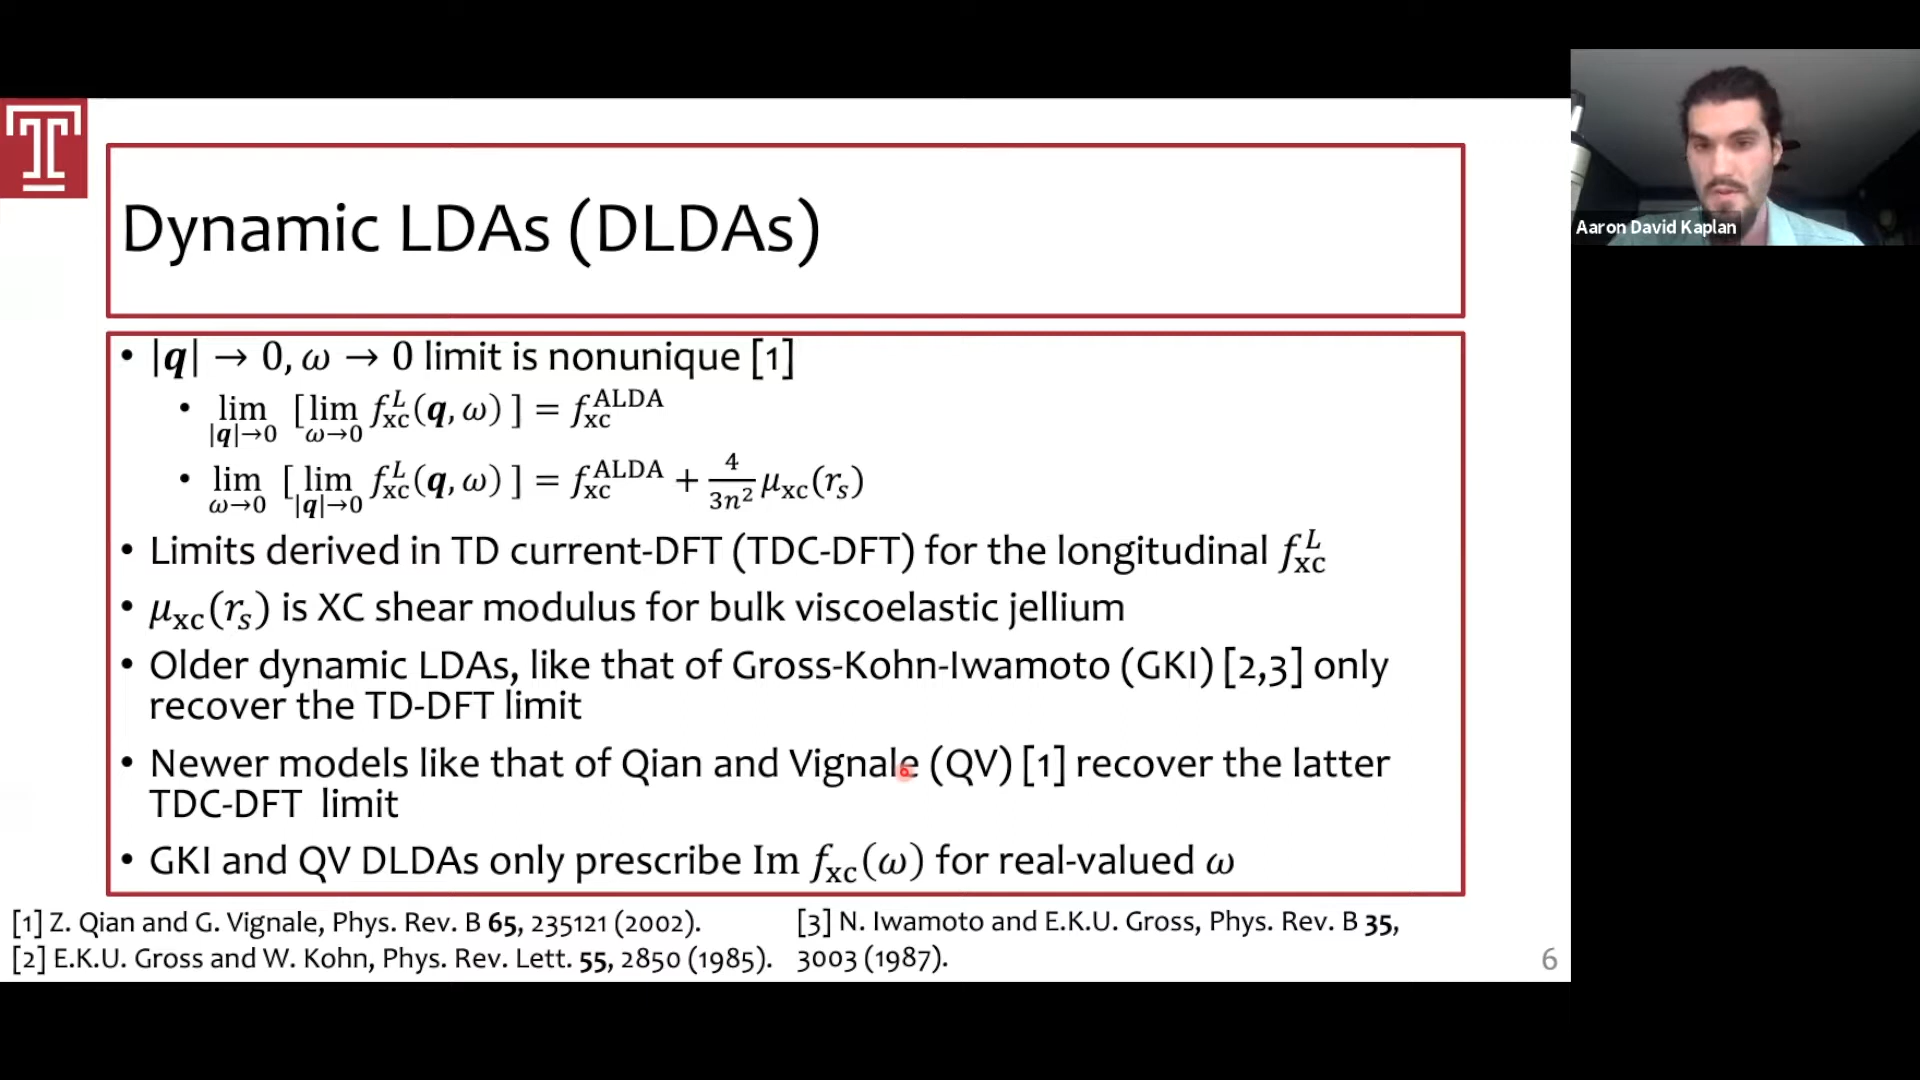 Dynamic LDAs (DLDAs)
• |𝒒| → 0, ω → 0 limit is nonunique [1]
• lim_{|𝒒|→0} [lim_{ω→0} f_xc^L(𝒒, ω) ] = f_xc^ALDA
• lim_{ω→0} [ lim_{|𝒒|→0} f_xc^L(𝒒, ω) ] = f_xc^ALDA + 4/(3n²) μ_xc(r_s)
• Limits derived in TD current-DFT (TDC-DFT) for the longitudinal f_xc^L
• μ_xc(r_s) is XC shear modulus for bulk viscoelastic jellium
• Older dynamic LDAs, like that of Gross-Kohn-Iwamoto (GKI) [2,3] only
recover the TD-DFT limit
• Newer models like that of Qian and Vignale (QV) [1] recover the latter
TDC-DFT limit
• GKI and QV DLDAs only prescribe Im f_xc(ω) for real-valued ω
[1] Z. Qian and G. Vignale, Phys. Rev. B 65, 235121 (2002).
[2] E.K.U. Gross and W. Kohn, Phys. Rev. Lett. 55, 2850 (1985).
[3] N. Iwamoto and E.K.U. Gross, Phys. Rev. B 35,
3003 (1987).
6
Aaron David Kaplan